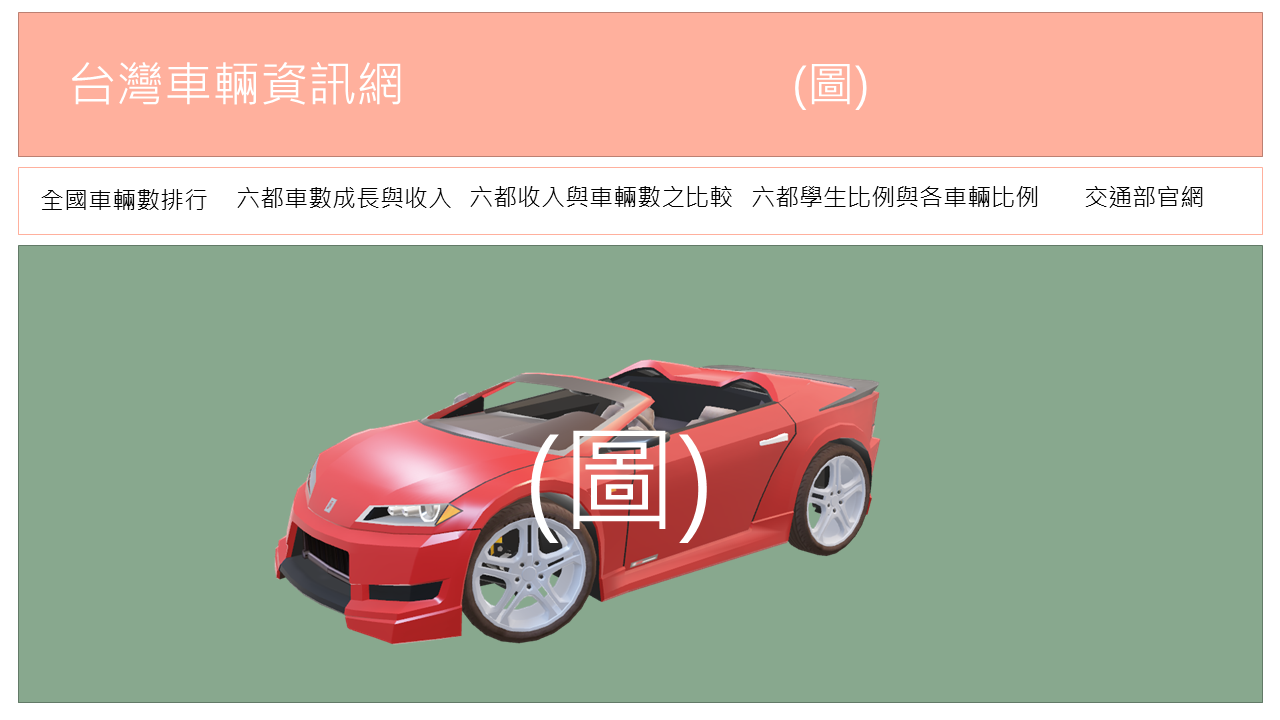 台灣車輛資訊網
(圖)
全國車輛數排行
六都車數成長與收入
六都收入與車輛數之比較
六都學生比例與各車輛比例
交通部官網
(圖)